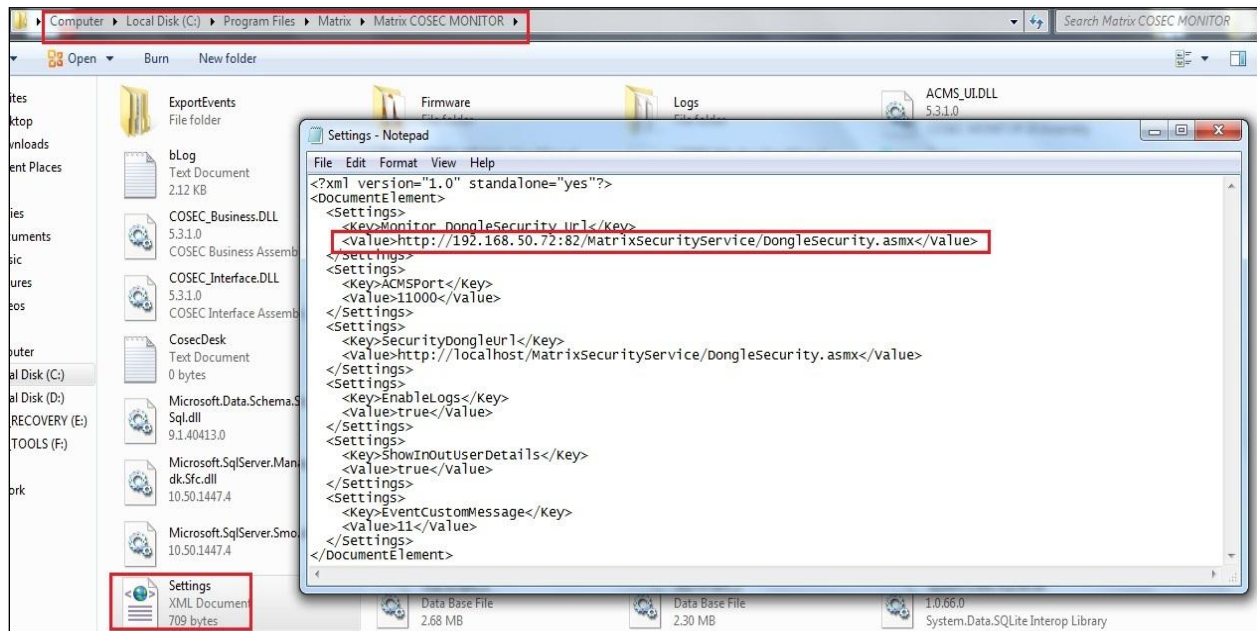 Computer ▸ Local Disk (C:) ▸ Program Files ▸ Matrix ▸ Matrix COSEC MONITOR ▸
Search Matrix COSEC MONITOR
Open
Burn
New folder
ites
ktop
wnloads
ent Places
ies
uments
sic
ures
eos
puter
al Disk (C:)
al Disk (D:)
_RECOVERY (E:)
_TOOLS (F:)
ork
ExportEvents
File folder
Firmware
Logs
ACMS_UI.DLL
5.3.1.0
bLog
Text Document
2.12 KB
COSEC_Business.DLL
5.3.1.0
COSEC Business Assemb
COSEC_Interface.DLL
5.3.1.0
COSEC Interface Assemb
CosecDesk
Text Document
0 bytes
Microsoft.Data.Schema.S
Sql.dll
9.1.40413.0
Microsoft.SqlServer.Man
dk.Sfc.dll
10.50.1447.4
Microsoft.SqlServer.Smo.
10.50.1447.4
Settings
XML Document
709 bytes
Data Base File
2.68 MB
Data Base File
2.30 MB
1.0.66.0
System.Data.SQLite Interop Library
Settings - Notepad
File Edit Format View Help
<?xml version="1.0" standalone="yes"?>
<DocumentElement>
<Settings>
<Key>Monitor_DongleSecurity_Url</Key>
<Value>http://192.168.50.72:82/MatrixSecurityService/DongleSecurity.asmx</Value>
</Settings>
<Settings>
<Key>ACMSPort</Key>
<Value>11000</Value>
</Settings>
<Settings>
<Key>SecurityDongleUrl</Key>
<Value>http://localhost/MatrixSecurityService/DongleSecurity.asmx</Value>
</Settings>
<Settings>
<Key>EnableLogs</Key>
<Value>true</Value>
</Settings>
<Settings>
<Key>ShowInOutUserDetails</Key>
<Value>true</Value>
</Settings>
<Settings>
<Key>EventCustomMessage</Key>
<Value>11</Value>
</Settings>
</DocumentElement>